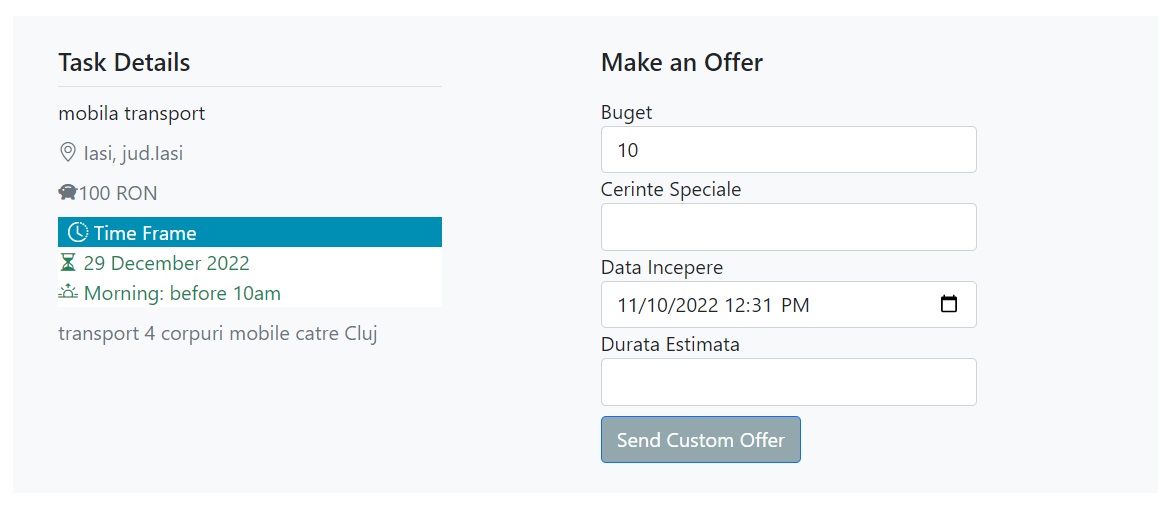 Task Details
mobila transport
Iasi, jud.Iasi
100 RON
Time Frame
29 December 2022
Morning: before 10am
transport 4 corpuri mobile catre Cluj
Make an Offer
Buget
10
Cerinte Speciale
Data Incepere
11/10/2022 12:31 PM
Durata Estimata
Send Custom Offer